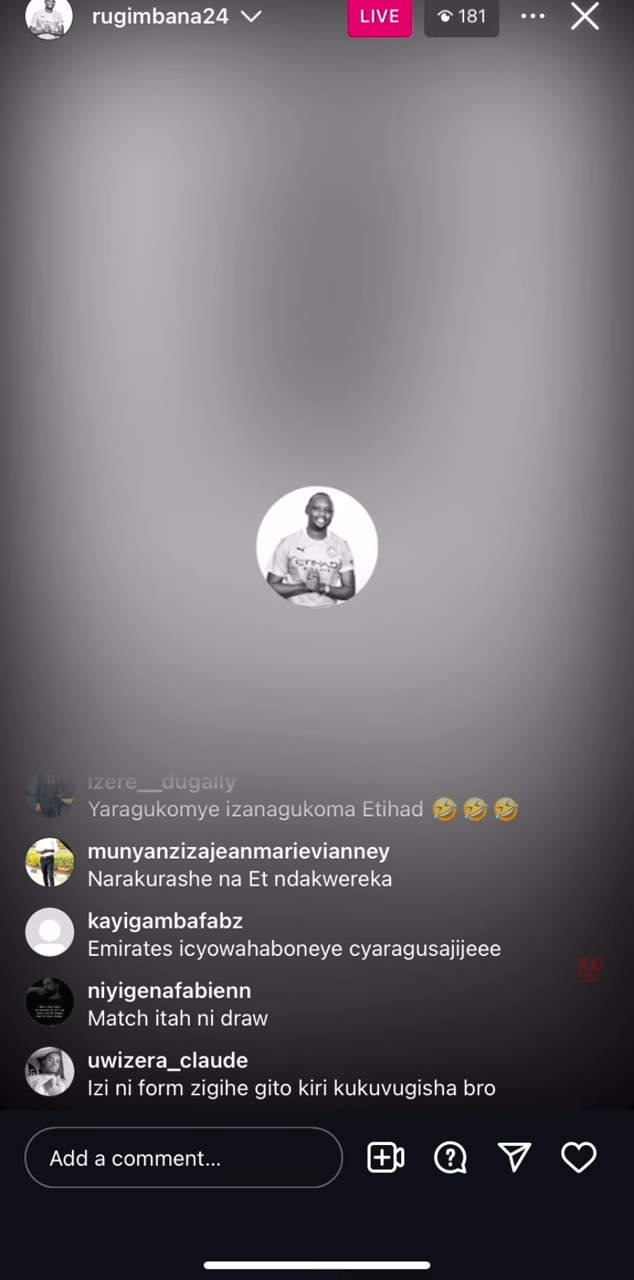 rugimbana24
LIVE
181
izere__dugally
Yaragukomye izanagukoma Etihad 🤣🤣🤣
munyanzizajeanmarievianney
Narakurashe na Et ndakwereka
kayigambafabz
Emirates icyowahaboneye cyaragusajijeee
💯
niyigenafabienn
Match itah ni draw
uwizera_claude
Izi ni form zigihe gito kiri kukuvugisha bro
Add a comment...